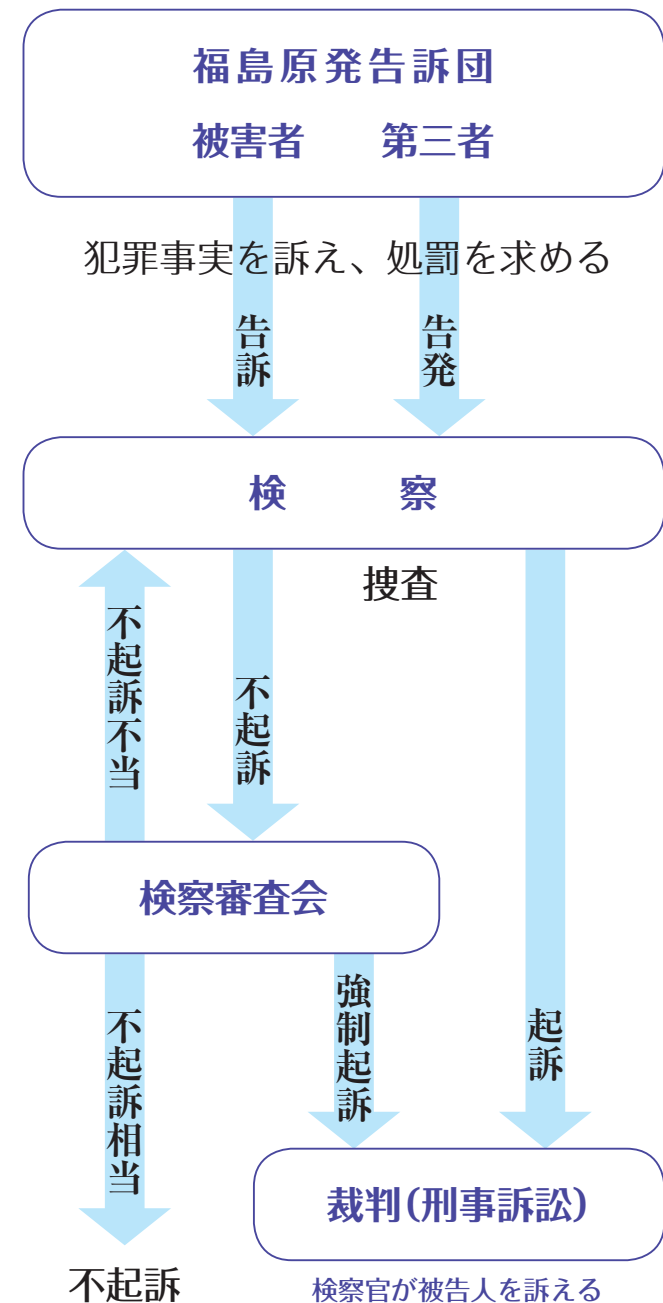 福島原発告訴団
被害者　第三者
犯罪事実を訴え、処罰を求める
告訴
告発
検　察
捜査
不起訴不当
不起訴
検察審査会
不起訴相当
強制起訴
起訴
裁判(刑事訴訟)
不起訴
検察官が被告人を訴える